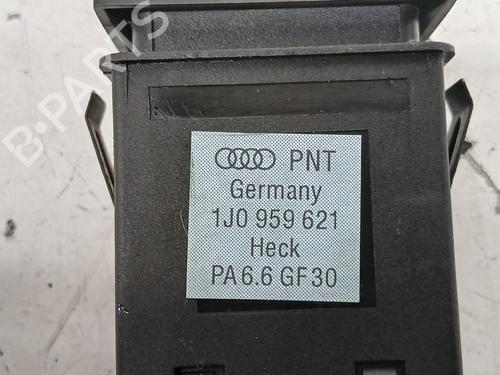 B-PARTS
PNT
Germany
1J0 959 621
Heck
PA6.6 GF30